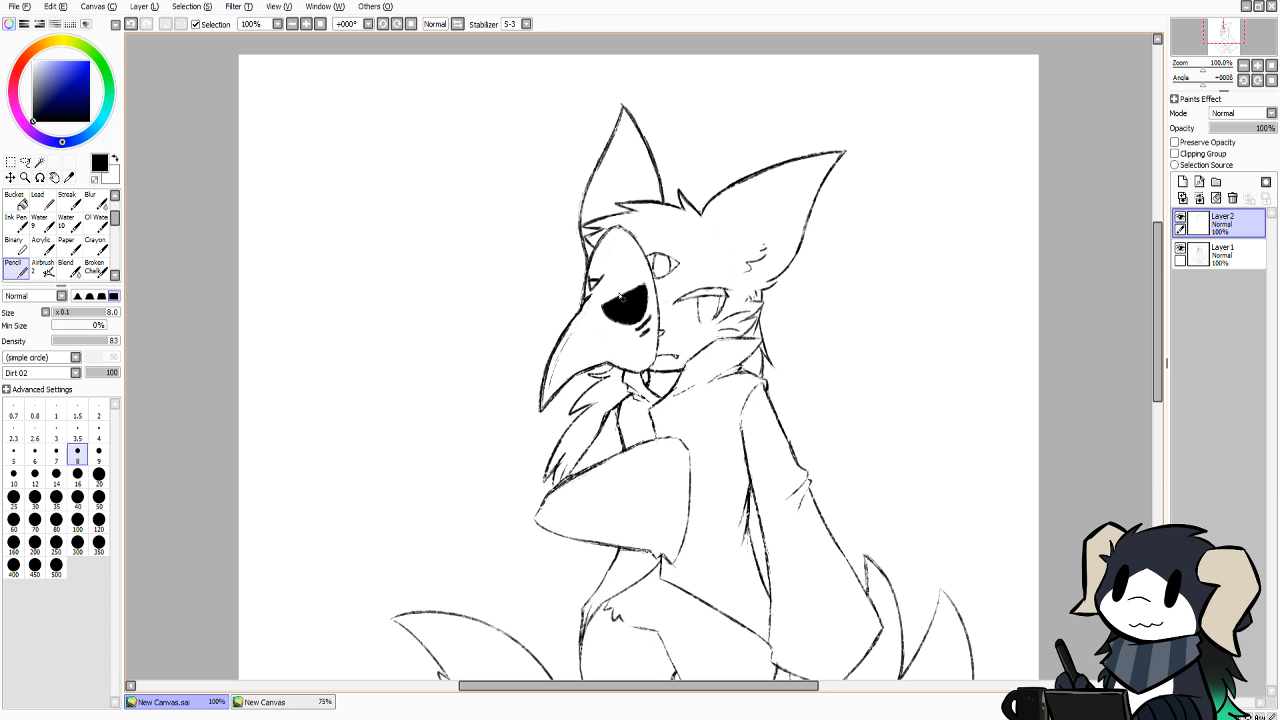 File (F) Edit (E) Canvas (C) Layer (L) Selection (S) Filter (T) View (V) Window (W) Others (O)
Selection 100% +000° Normal Stabilizer S-3
Zoom 100.0%
Angle +000ß
Paints Effect
Mode Normal
Opacity 100%
Preserve Opacity
Clipping Group
Selection Source
Layer2
Normal
100%
Layer1
Normal
100%
Bucket Lead Streak Blur
Ink Pen Water 9 Water 10 Oil Wate
Binary Acrylic Paper Crayon
Pencil Airbrush 2 Blend Broken Chalk
Normal
Size x 0.1 8.0
Min Size 0%
Density 83
(simple circle) 50
Dirt 02 100
Advanced Settings
0.7 0.8 1 1.5 2
2.3 2.6 3 3.5 4
5 6 7 8 9
10 12 14 16 20
25 30 35 40 50
60 70 80 100 120
160 200 250 300 350
400 450 500
New Canvas.sai 100% New Canvas 75%